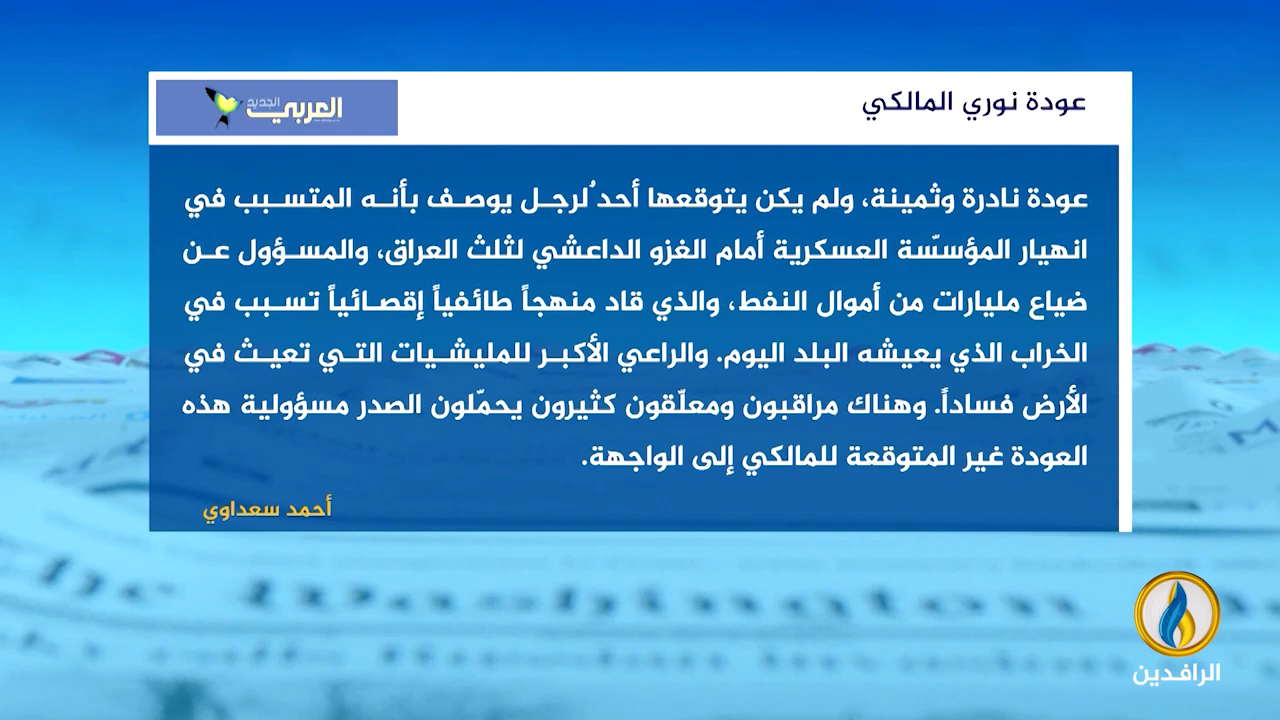 عودة نوري المالكي
العربي الجديد
عودة نادرة وثمينة، ولم يكن يتوقعها أحدُ لرجل يوصف بأنه المتسبب في
انهيار المؤسّسة العسكرية أمام الغزو الداعشي لثلث العراق، والمسؤول عن
ضياع مليارات من أموال النفط، والذي قاد منهجاً طائفياً إقصائياً تسبب في
الخراب الذي يعيشه البلد اليوم. والراعي الأكبر للمليشيات التي تعيث في
الأرض فساداً. وهناك مراقبون ومعلّقون كثيرون يحمّلون الصدر مسؤولية هذه
العودة غير المتوقعة للمالكي إلى الواجهة.
أحمد سعداوي
الرافدين